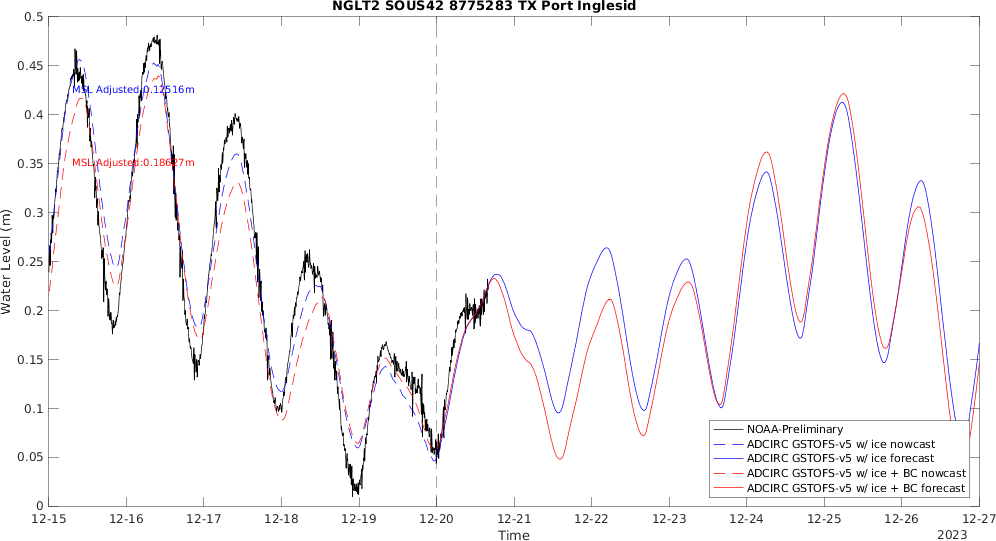 NGLT2 SOUS42 8775283 TX Port Inglesid
0.5
0.45
0.4
0.35
0.3
0.25
0.2
0.15
0.1
0.05
0
Water Level (m)
MSL Adjusted:0.12516m
MSL Adjusted:0.18627m
NOAA-Preliminary
ADCIRC GSTOFS-v5 w/ ice nowcast
ADCIRC GSTOFS-v5 w/ ice forecast
ADCIRC GSTOFS-v5 w/ ice + BC nowcast
ADCIRC GSTOFS-v5 w/ ice + BC forecast
12-15 12-16 12-17 12-18 12-19 12-20 12-21 12-22 12-23 12-24 12-25 12-26 12-27
Time
2023